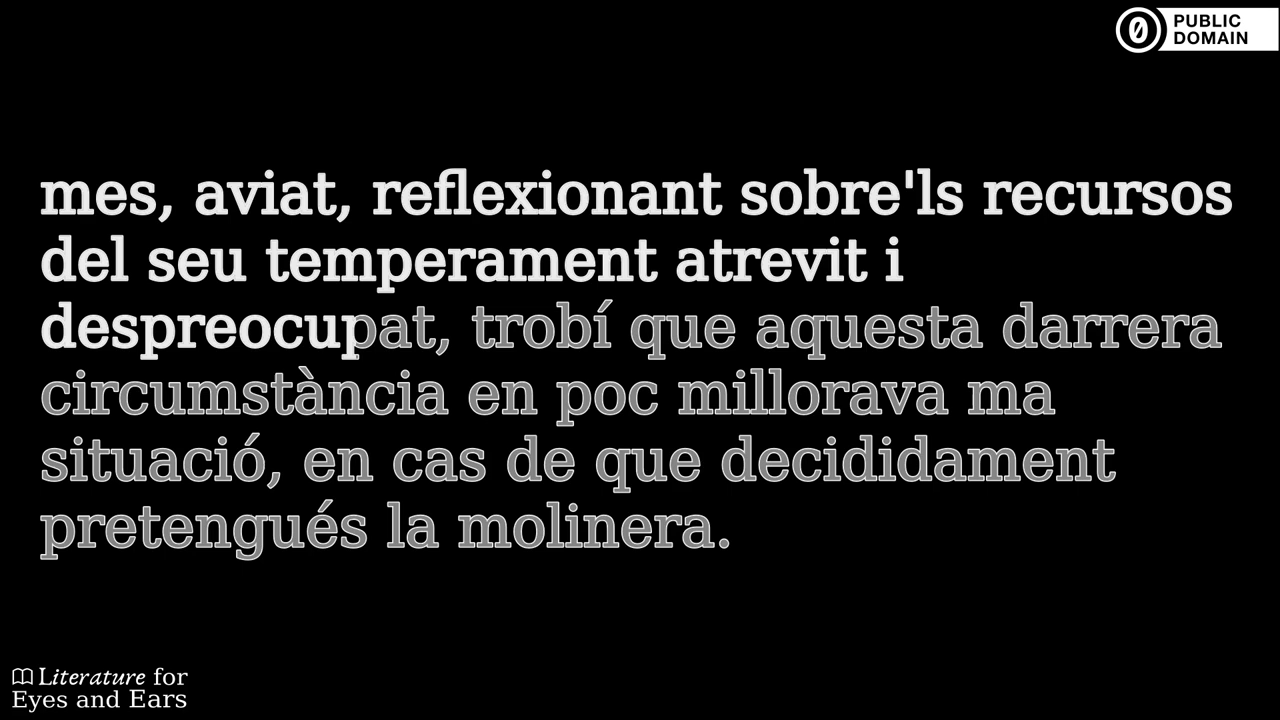 PUBLIC
DOMAIN
mes, aviat, reflexionant sobre'ls recursos
del seu temperament atrevit i
despreocupat, trobí que aquesta darrera
circumstància en poc millorava ma
situació, en cas de que decididament
pretengués la molinera.
Literature for
Eyes and Ears